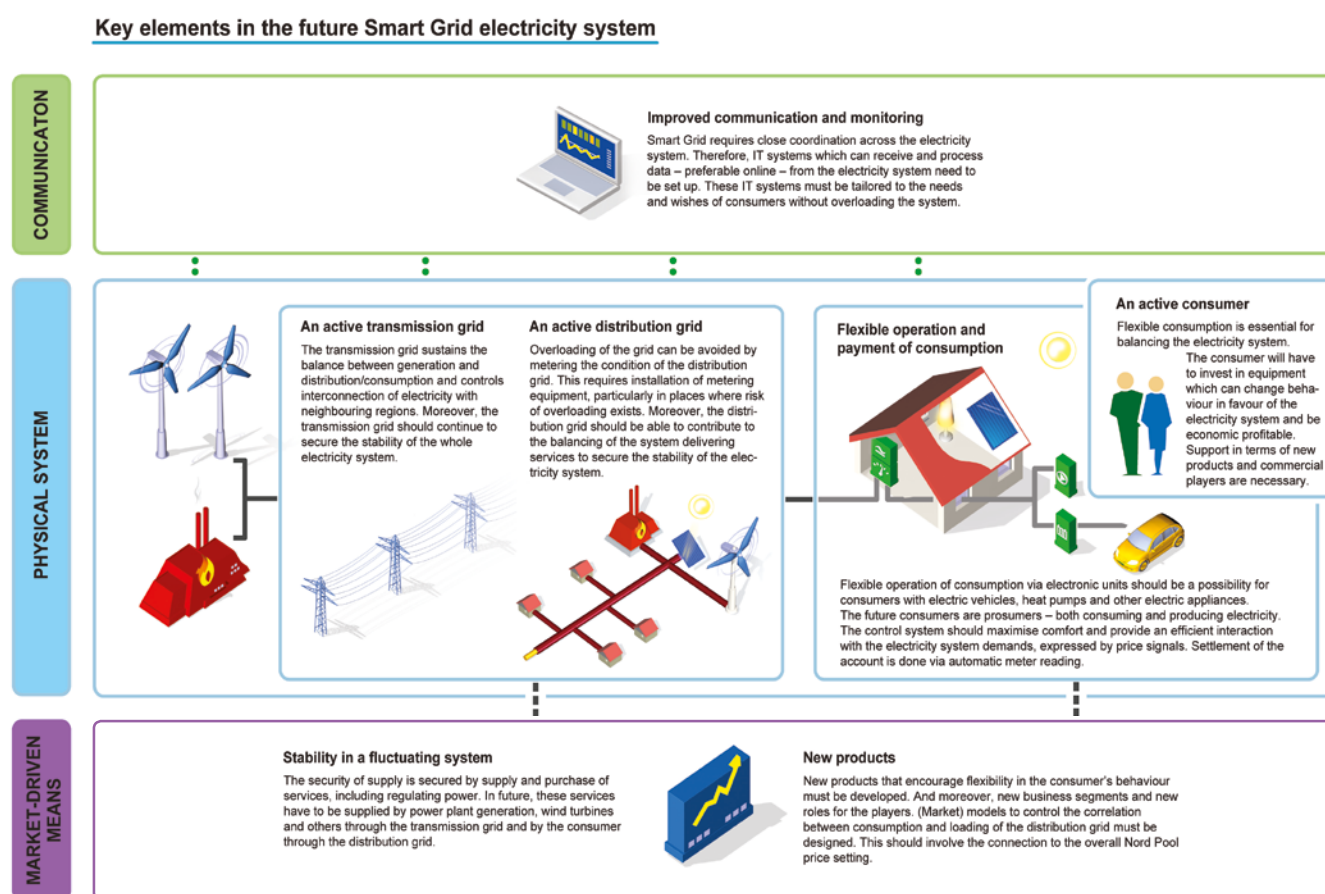 Key elements in the future Smart Grid electricity system
COMMUNICATON
Improved communication and monitoring
Smart Grid requires close coordination across the electricity
system. Therefore, IT systems which can receive and process
data – preferable online – from the electricity system need to
be set up. These IT systems must be tailored to the needs
and wishes of consumers without overloading the system.
PHYSICAL SYSTEM
An active transmission grid
The transmission grid sustains the
balance between generation and
distribution/consumption and controls
interconnection of electricity with
neighbouring regions. Moreover, the
transmission grid should continue to
secure the stability of the whole
electricity system.
An active distribution grid
Overloading of the grid can be avoided by
metering the condition of the distribution
grid. This requires installation of metering
equipment, particularly in places where risk
of overloading exists. Moreover, the distri-
bution grid should be able to contribute to
the balancing of the system delivering
services to secure the stability of the elec-
tricity system.
Flexible operation and
payment of consumption
An active consumer
Flexible consumption is essential for
balancing the electricity system.
The consumer will have
to invest in equipment
which can change beha-
viour in favour of the
electricity system and be
economic profitable.
Support in terms of new
products and commercial
players are necessary.
Flexible operation of consumption via electronic units should be a possibility for
consumers with electric vehicles, heat pumps and other electric appliances.
The future consumers are prosumers – both consuming and producing electricity.
The control system should maximise comfort and provide an efficient interaction
with the electricity system demands, expressed by price signals. Settlement of the
account is done via automatic meter reading.
MARKET-DRIVEN
MEANS
Stability in a fluctuating system
The security of supply is secured by supply and purchase of
services, including regulating power. In future, these services
have to be supplied by power plant generation, wind turbines
and others through the transmission grid and by the consumer
through the distribution grid.
New products
New products that encourage flexibility in the consumer's behaviour
must be developed. And moreover, new business segments and new
roles for the players. (Market) models to control the correlation
between consumption and loading of the distribution grid must be
designed. This should involve the connection to the overall Nord Pool
price setting.